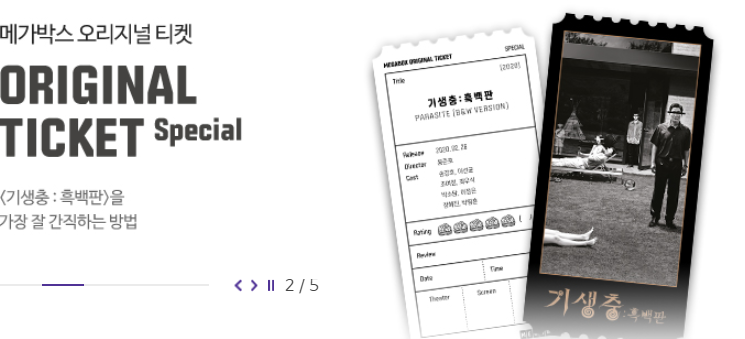 메가박스 오리지널 티켓
ORIGINAL
TICKET Special
<기생충 : 흑백판>을
가장 잘 간직하는 방법
2 / 5
MEGABOX ORIGINAL TICKET
SPECIAL
Title
[2020]
기생충 : 흑백판
PARASITE (B&W VERSION)
Release 2020. 02. 26
Director 봉준호
Cast 송강호, 이선균
조여정, 최우식
박소담, 이정은
장혜진, 박명훈
Rating
Review
Date
Time
Theater
Screen
기생충 : 흑백판